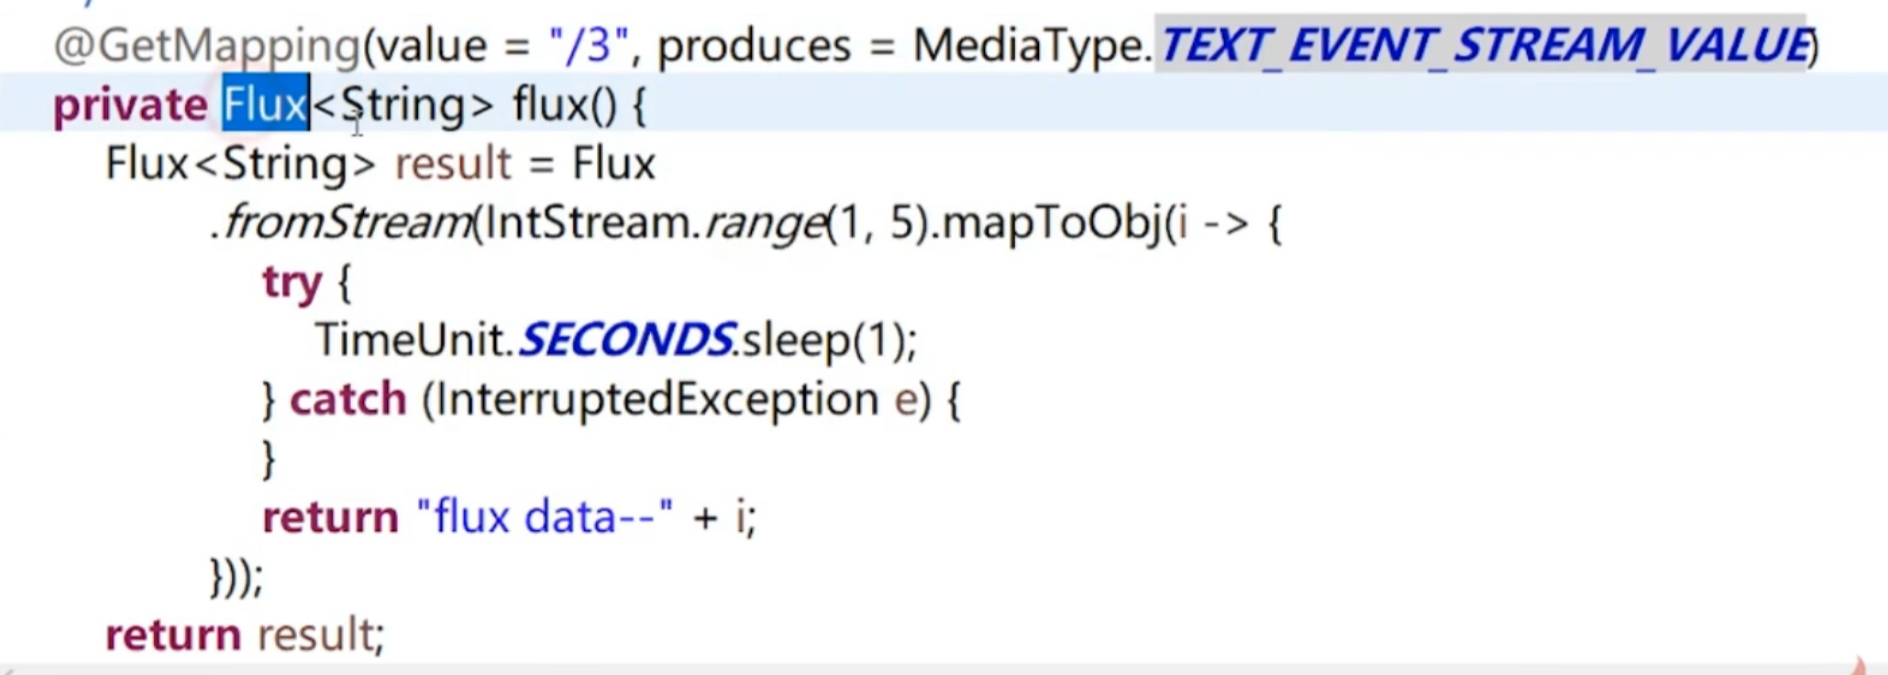 @GetMapping(value = "/3", produces = MediaType.TEXT_EVENT_STREAM_VALUE)
private Flux<String> flux() {
Flux<String> result = Flux
.fromStream(IntStream.range(1, 5).mapToObj(i -> {
try {
TimeUnit.SECONDS.sleep(1);
} catch (InterruptedException e) {
}
return "flux data--" + i;
}));
return result;